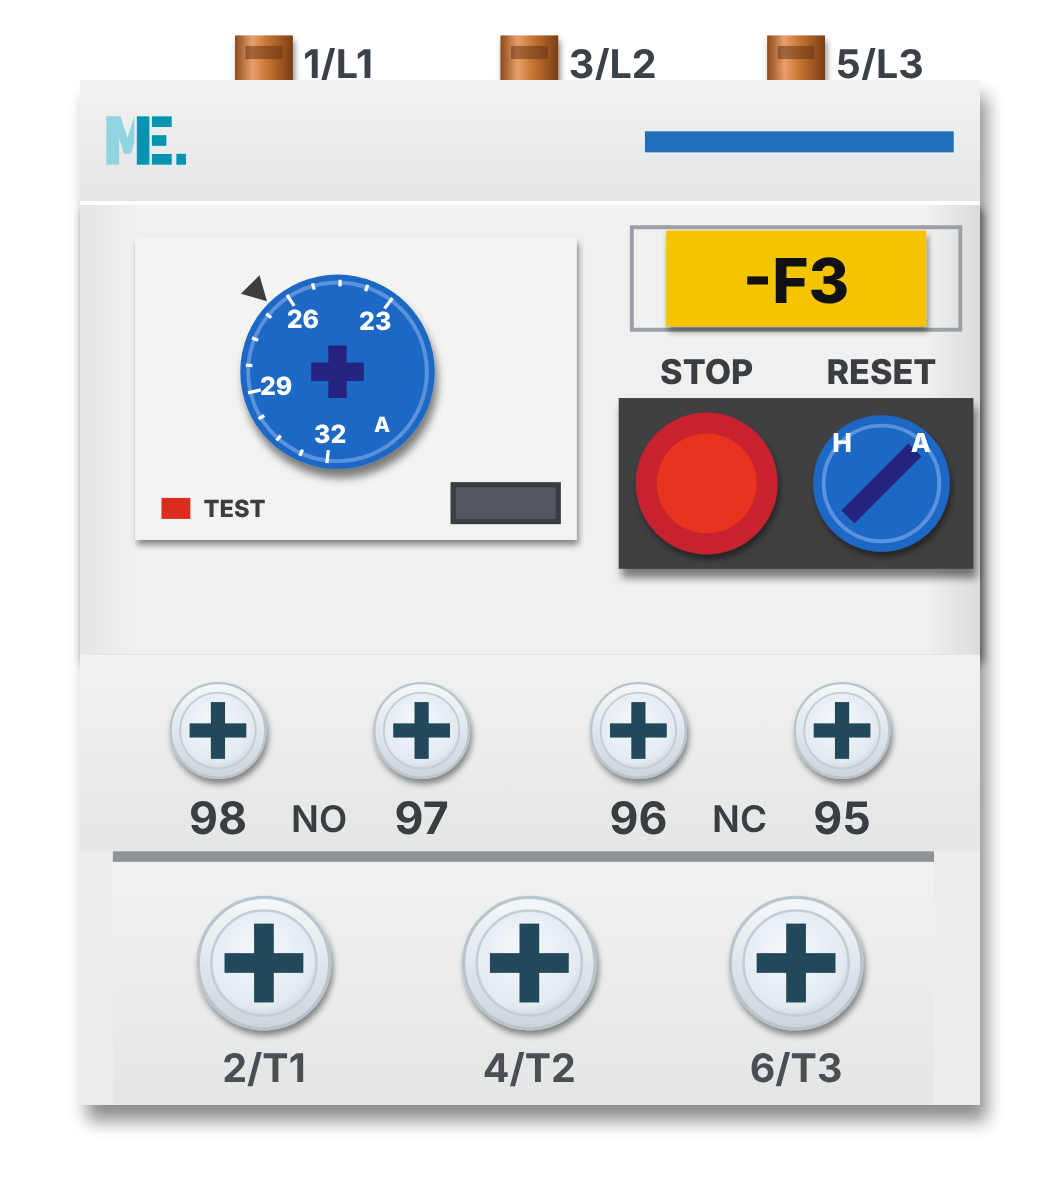 1/L1 3/L2 5/L3
ME.
-F3
26 23
29
32 A
TEST
STOP RESET
H A
98 NO 97 96 NC 95
2/T1 4/T2 6/T3